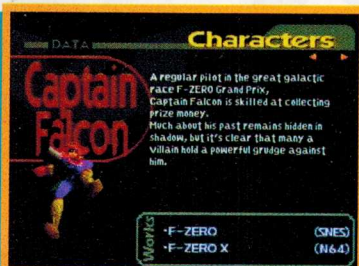 DATA
Characters
Captain
Falcon
A regular pilot in the great galactic
race F-ZERO Grand Prix,
Captain Falcon is skilled at collecting
prize money.
Much about his past remains hidden in
shadow, but it's clear that many a
villain hold a powerful grudge against
him.
Works
·F-ZERO (SNES)
·F-ZERO X (N64)